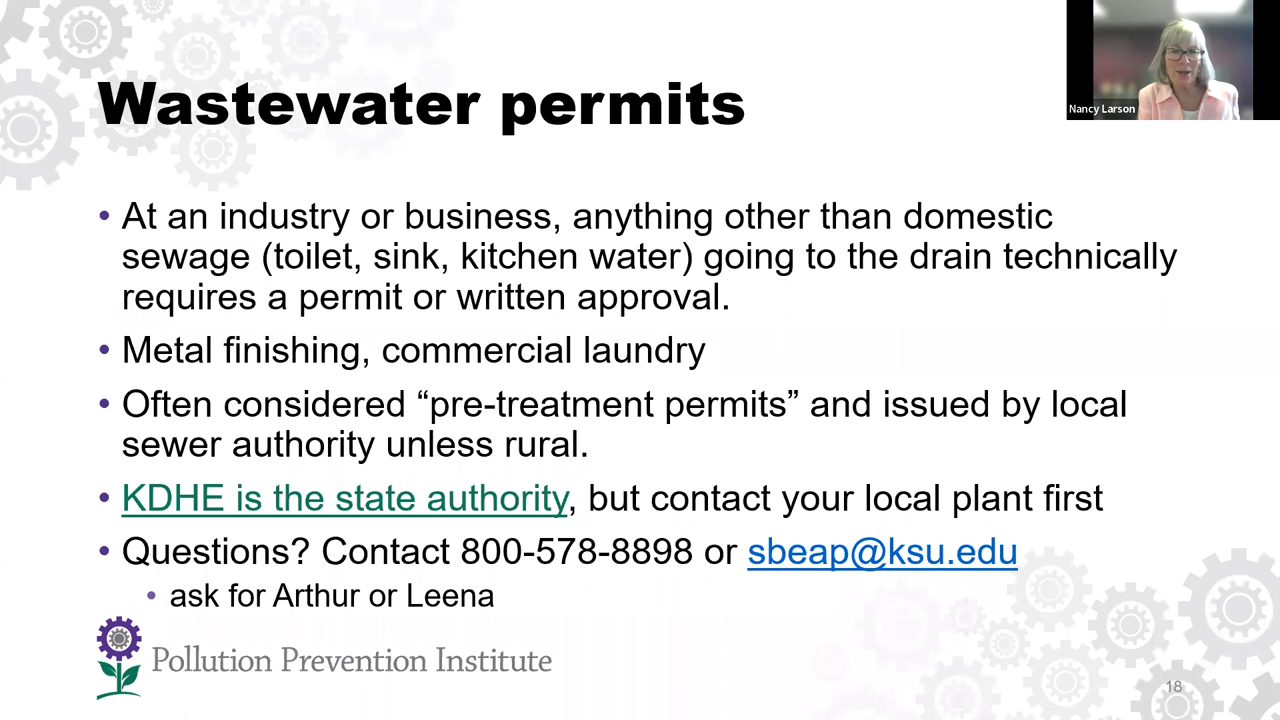 Wastewater permits
Nancy Larson
• At an industry or business, anything other than domestic
sewage (toilet, sink, kitchen water) going to the drain technically
requires a permit or written approval.
• Metal finishing, commercial laundry
• Often considered “pre-treatment permits” and issued by local
sewer authority unless rural.
• KDHE is the state authority, but contact your local plant first
• Questions? Contact 800-578-8898 or sbeap@ksu.edu
• ask for Arthur or Leena
Pollution Prevention Institute
18